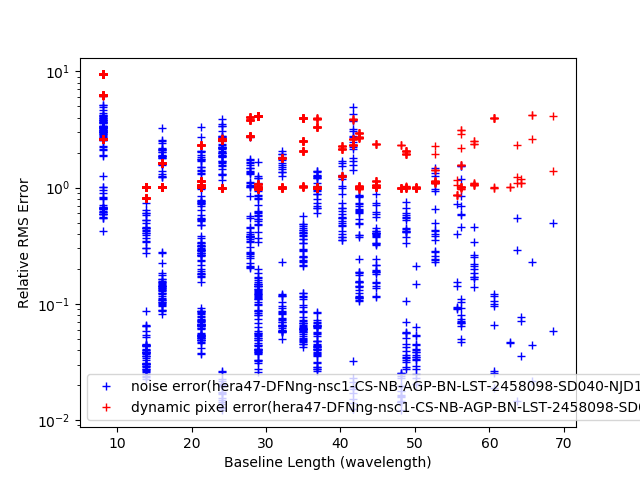 10¹
10⁰
10⁻¹
10⁻²
Relative RMS Error
noise error(hera47-DFNng-nsc1-CS-NB-AGP-BN-LST-2458098-SD040-NJD1
dynamic pixel error(hera47-DFNng-nsc1-CS-NB-AGP-BN-LST-2458098-SD0
10 20 30 40 50 60 70
Baseline Length (wavelength)